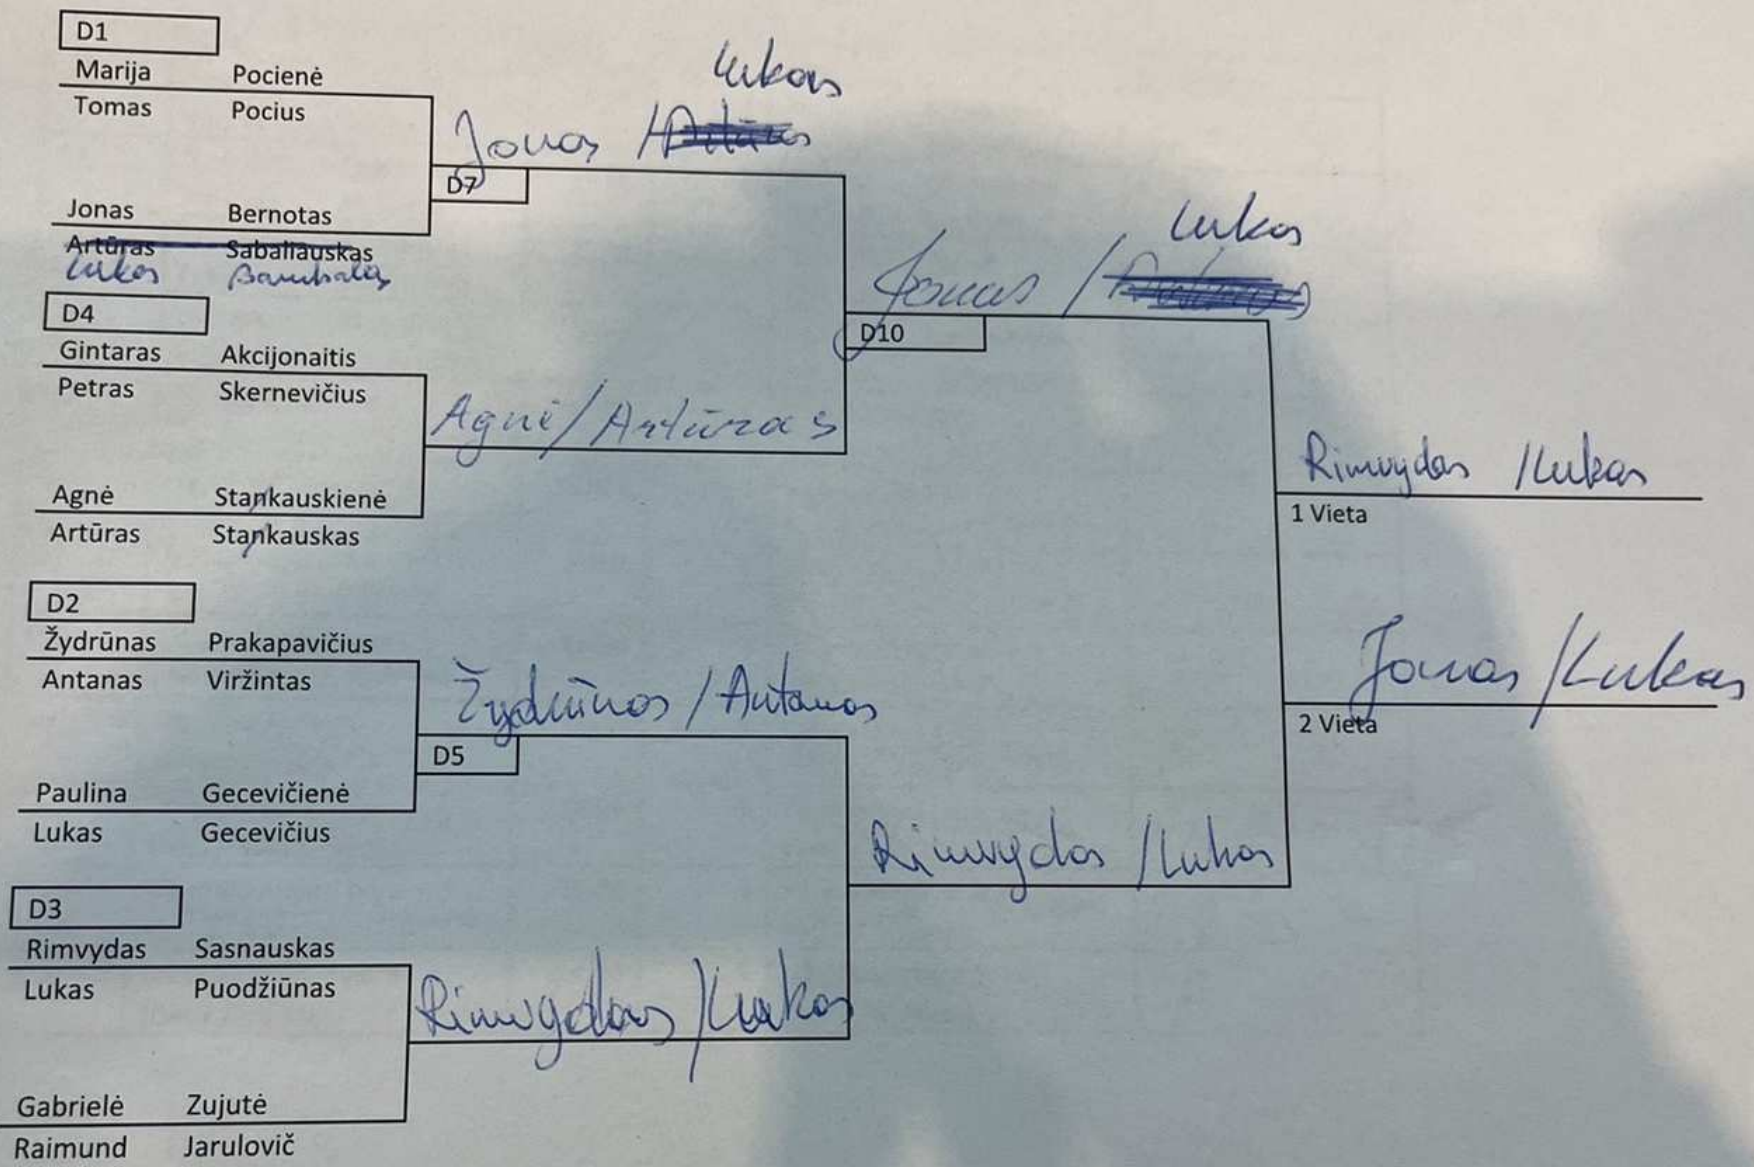 D1
Marija Pocienė
Tomas Pocius
Lukas
Jonas / Artūras
D7
Jonas Bernotas
Artūras Sabaliauskas
Lukas Bambalas
Lukas
Jonas /
D10
D4
Gintaras Akcijonaitis
Petras Skernevičius
Agnė/Artūras
Agnė Stankauskienė
Artūras Stankauskas
Rimvydas /Lukas
1 Vieta
D2
Žydrūnas Prakapavičius
Antanas Viržintas
Žydrūnas / Antanas
D5
Jonas /Lukas
2 Vieta
Paulina Gecevičienė
Lukas Gecevičius
Rimvydas /Lukas
D3
Rimvydas Sasnauskas
Lukas Puodžiūnas
Rimvydas /Lukas
Gabrielė Zujutė
Raimund Jarulovič